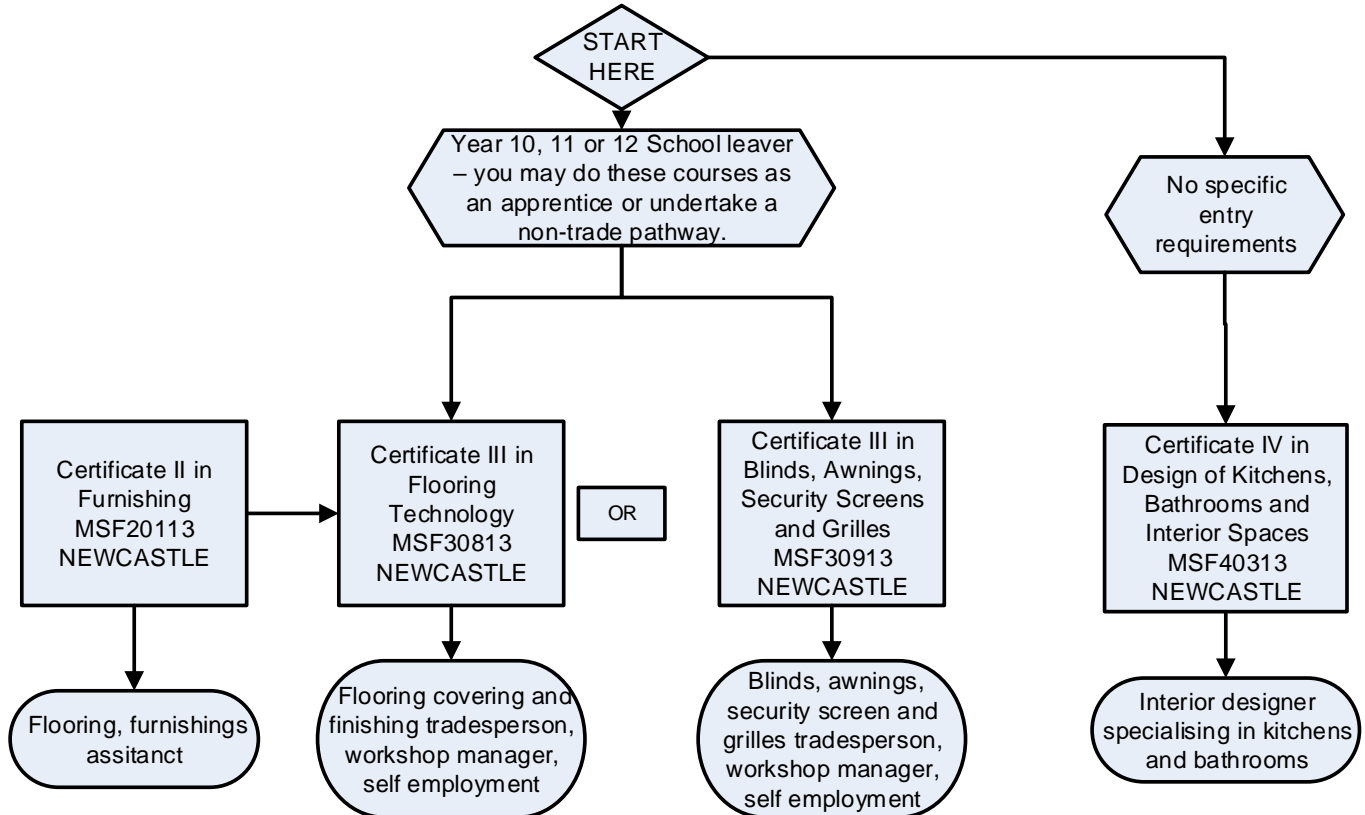 START
HERE
Year 10, 11 or 12 School leaver
– you may do these courses as
an apprentice or undertake a
non-trade pathway.
No specific
entry
requirements
Certificate II in
Furnishing
MSF20113
NEWCASTLE
Certificate III in
Flooring
Technology
MSF30813
NEWCASTLE
OR
Certificate III in
Blinds, Awnings,
Security Screens
and Grilles
MSF30913
NEWCASTLE
Certificate IV in
Design of Kitchens,
Bathrooms and
Interior Spaces
MSF40313
NEWCASTLE
Flooring, furnishings
assitanct
Flooring covering and
finishing tradesperson,
workshop manager,
self employment
Blinds, awnings,
security screen and
grilles tradesperson,
workshop manager,
self employment
Interior designer
specialising in kitchens
and bathrooms